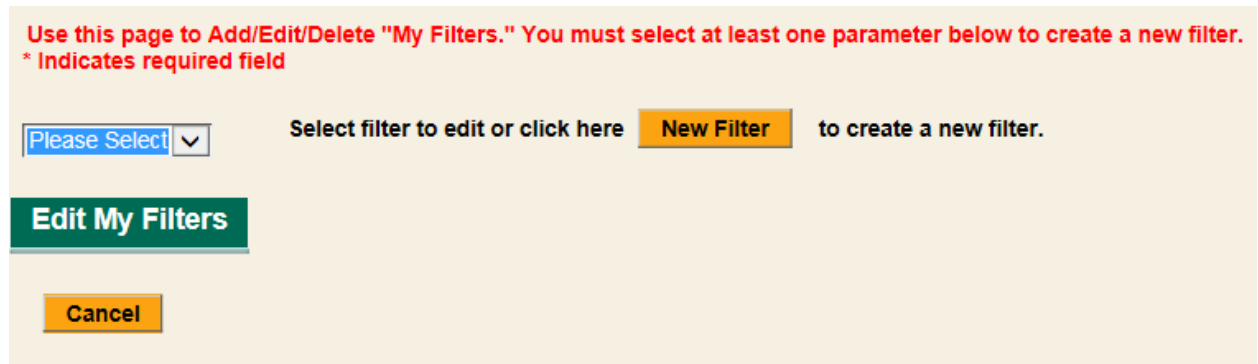 Use this page to Add/Edit/Delete "My Filters." You must select at least one parameter below to create a new filter.
* Indicates required field
Please Select Select filter to edit or click here New Filter to create a new filter.
Edit My Filters
Cancel